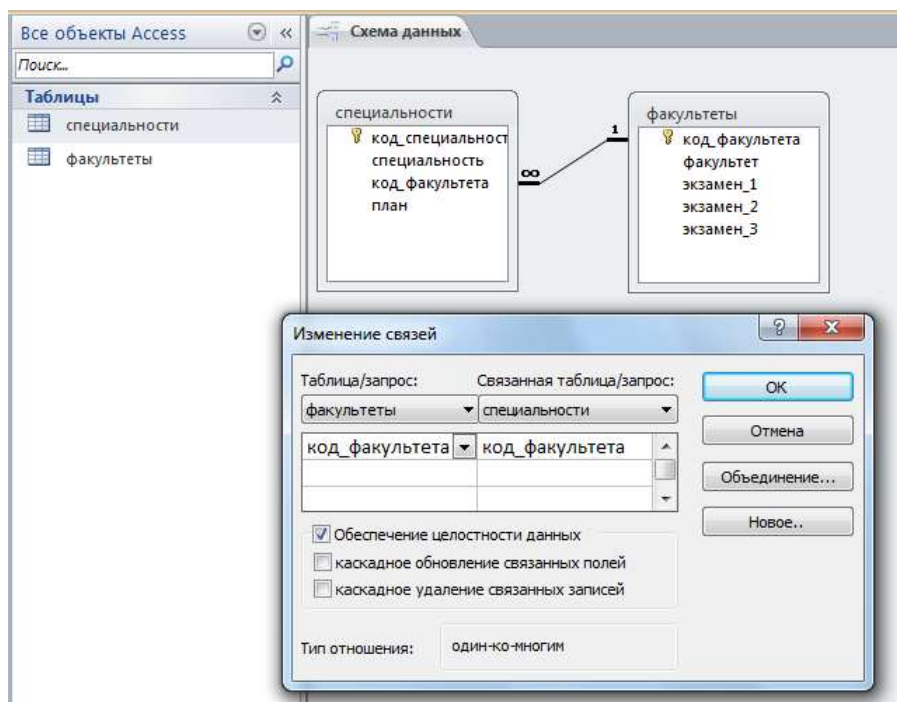 Все объекты Access
Схема данных
Поиск...
Таблицы
специальности
факультеты
специальности
код_специальност
специальность
код_факультета
план
∞
1
факультеты
код_факультета
факультет
экзамен_1
экзамен_2
экзамен_3
Изменение связей
Таблица/запрос: Связанная таблица/запрос:
факультеты специальности
код_факультета код_факультета
Обеспечение целостности данных
каскадное обновление связанных полей
каскадное удаление связанных записей
Тип отношения: один-ко-многим
ОК
Отмена
Объединение...
Новое..